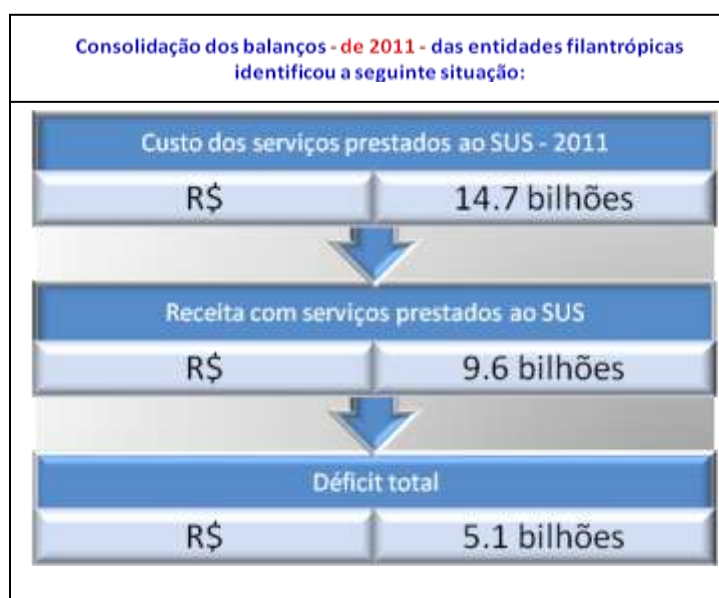 Consolidação dos balanços - de 2011 - das entidades filantrópicas
identificou a seguinte situação:
Custo dos serviços prestados ao SUS - 2011
R$ 14.7 bilhões
Receita com serviços prestados ao SUS
R$ 9.6 bilhões
Déficit total
R$ 5.1 bilhões